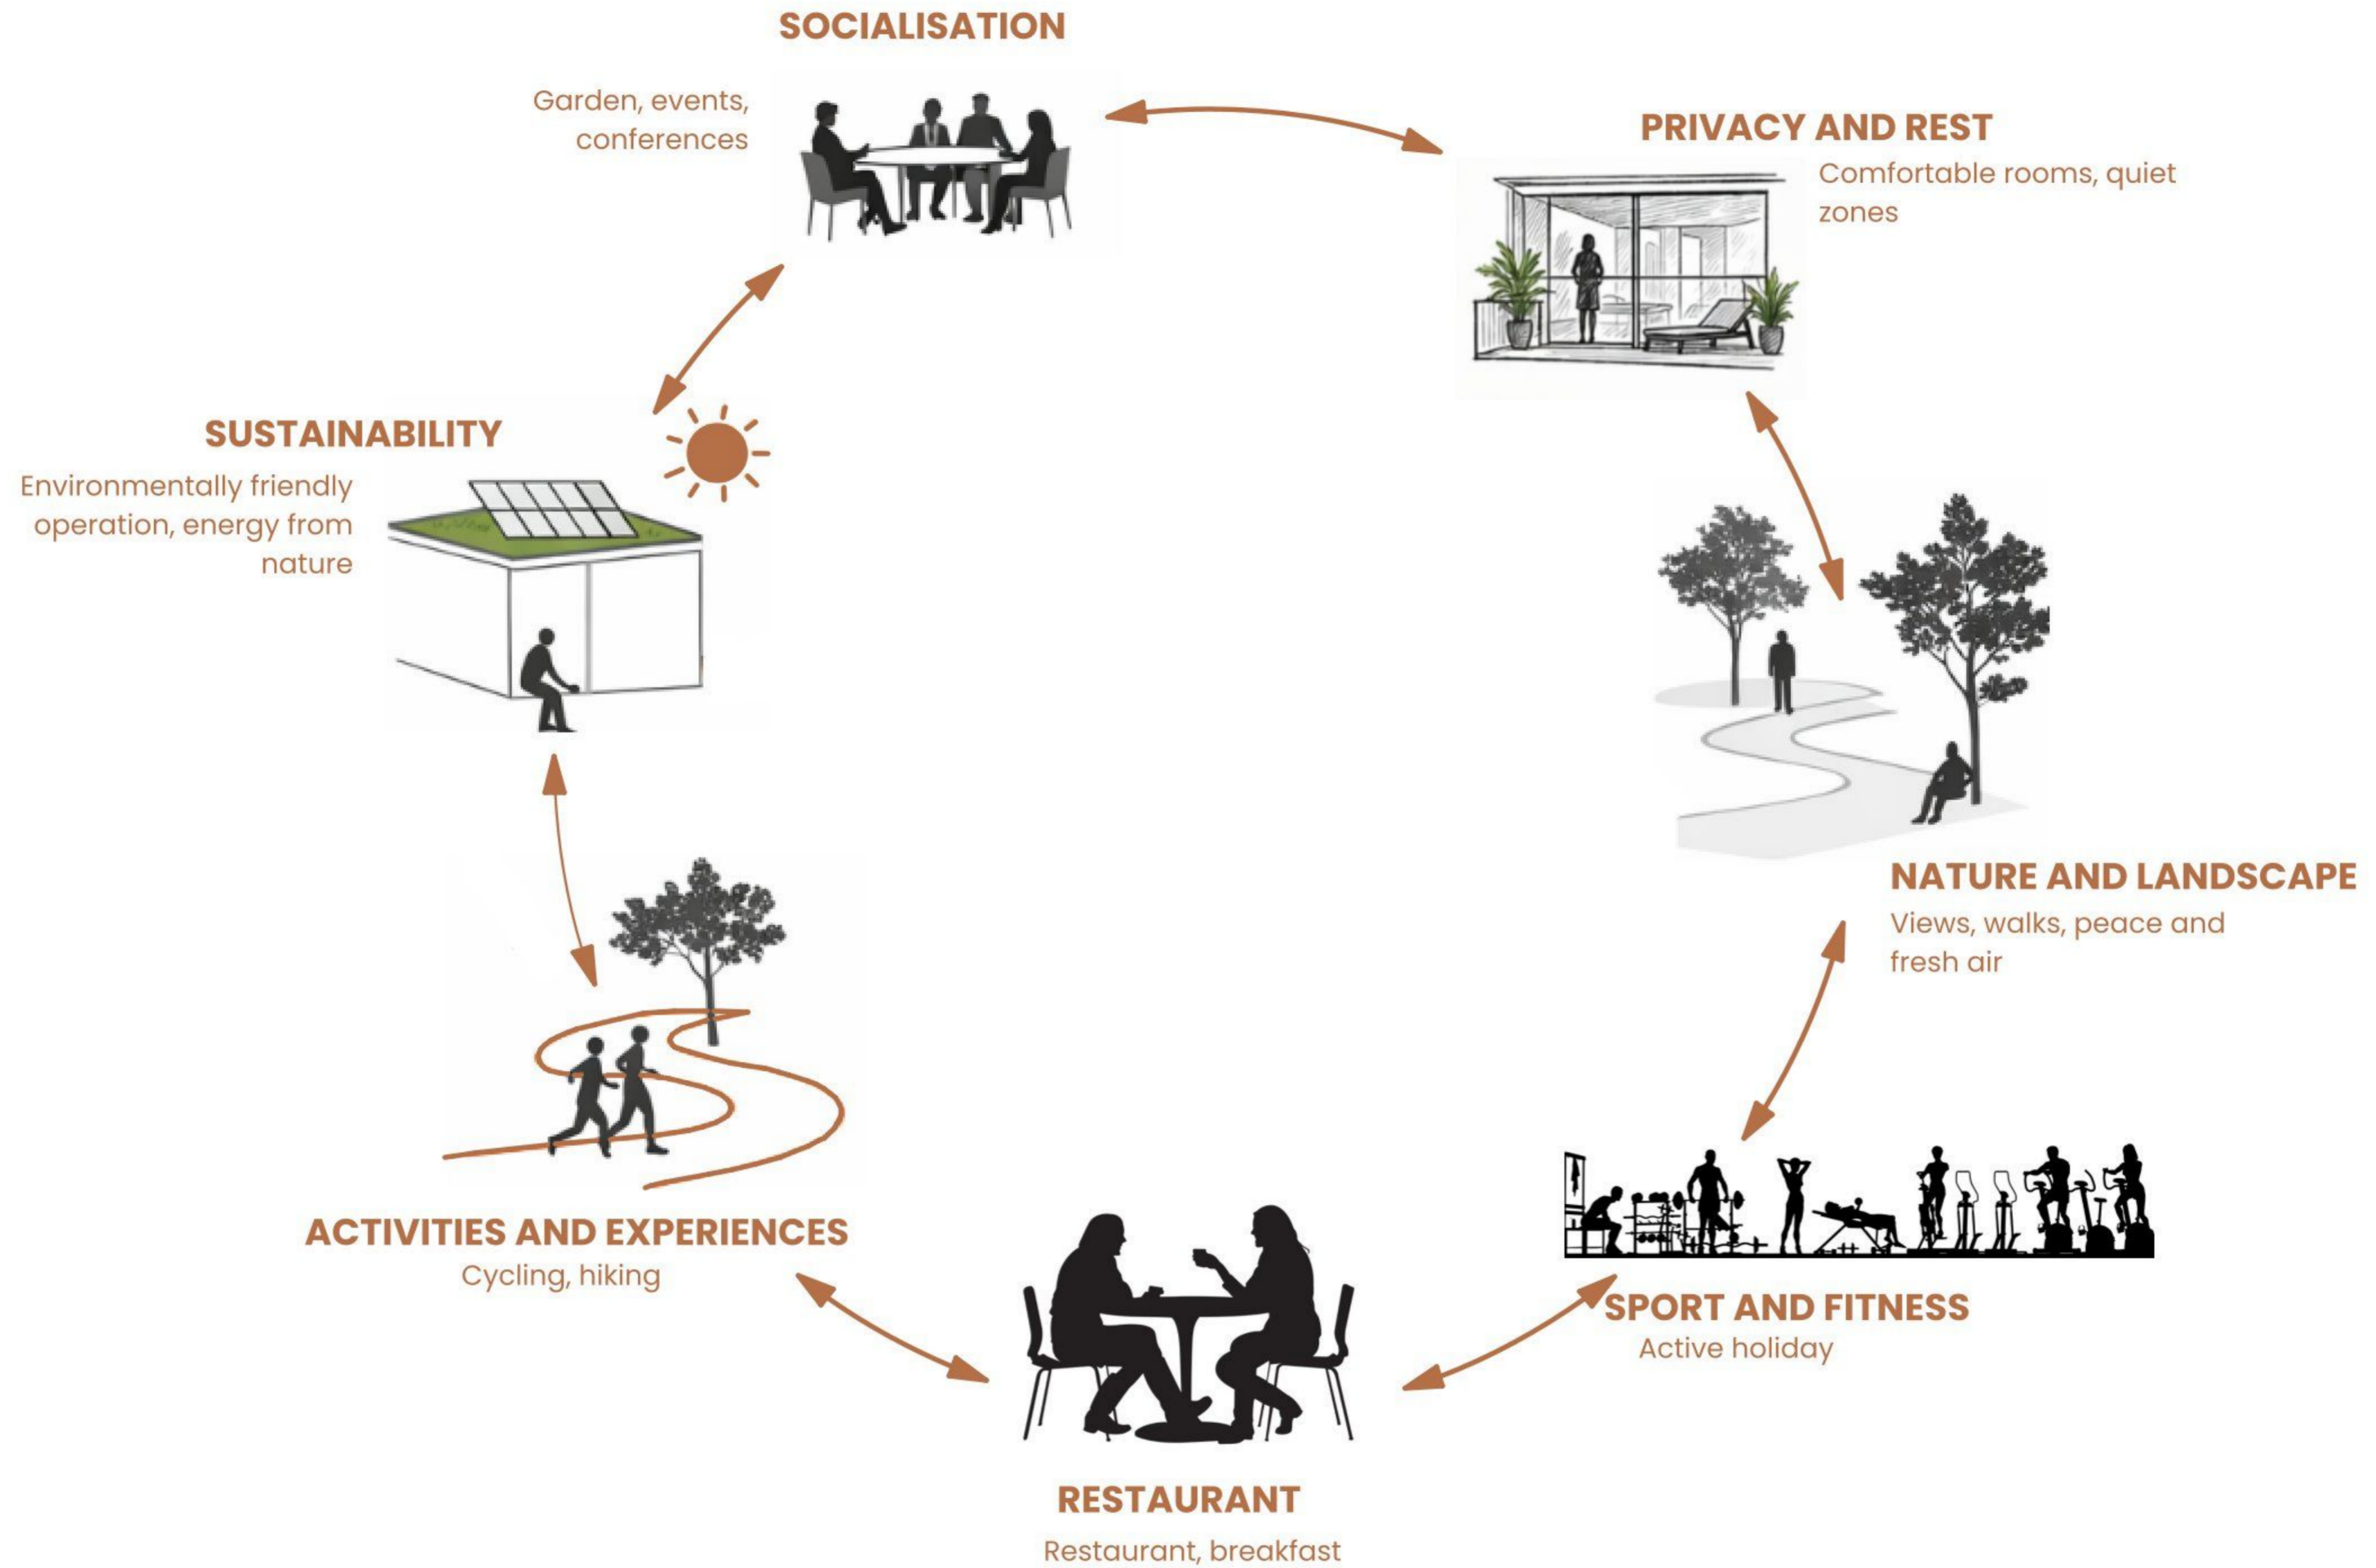 SOCIALISATION
Garden, events,
conferences
PRIVACY AND REST
Comfortable rooms, quiet
zones
SUSTAINABILITY
Environmentally friendly
operation, energy from
nature
NATURE AND LANDSCAPE
Views, walks, peace and
fresh air
ACTIVITIES AND EXPERIENCES
Cycling, hiking
SPORT AND FITNESS
Active holiday
RESTAURANT
Restaurant, breakfast